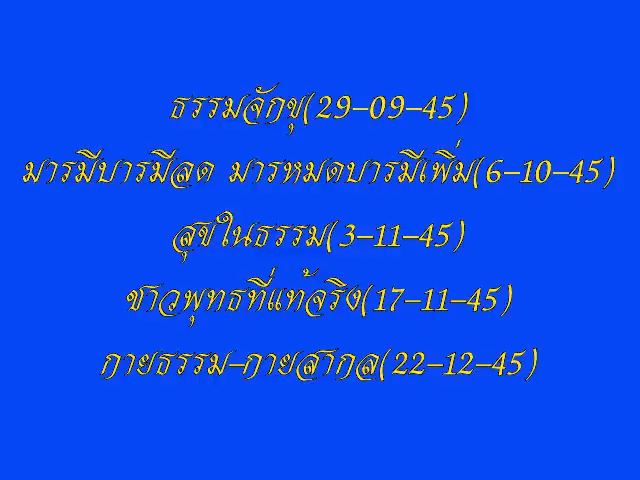 ธรรมจักขุ(29-09-45)
มารมีบารมีลด มารหมดบารมีเพิ่ม(6-10-45)
สุขในธรรม(3-11-45)
ชาวพุทธที่แท้จริง(17-11-45)
กายธรรม-กายสากล(22-12-45)